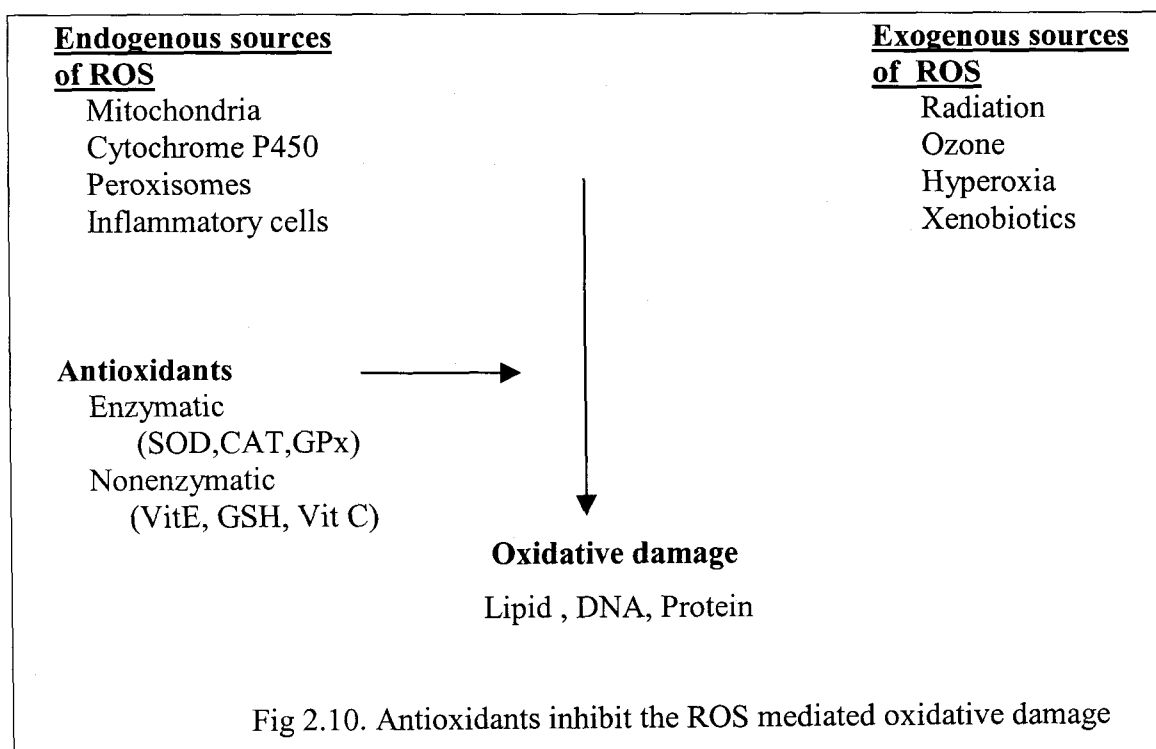 Endogenous sources
of ROS
Mitochondria
Cytochrome P450
Peroxisomes
Inflammatory cells
Exogenous sources
of ROS
Radiation
Ozone
Hyperoxia
Xenobiotics
Antioxidants
Enzymatic
(SOD,CAT,GPx)
Nonenzymatic
(VitE, GSH, Vit C)
Oxidative damage
Lipid , DNA, Protein
Fig 2.10. Antioxidants inhibit the ROS mediated oxidative damage